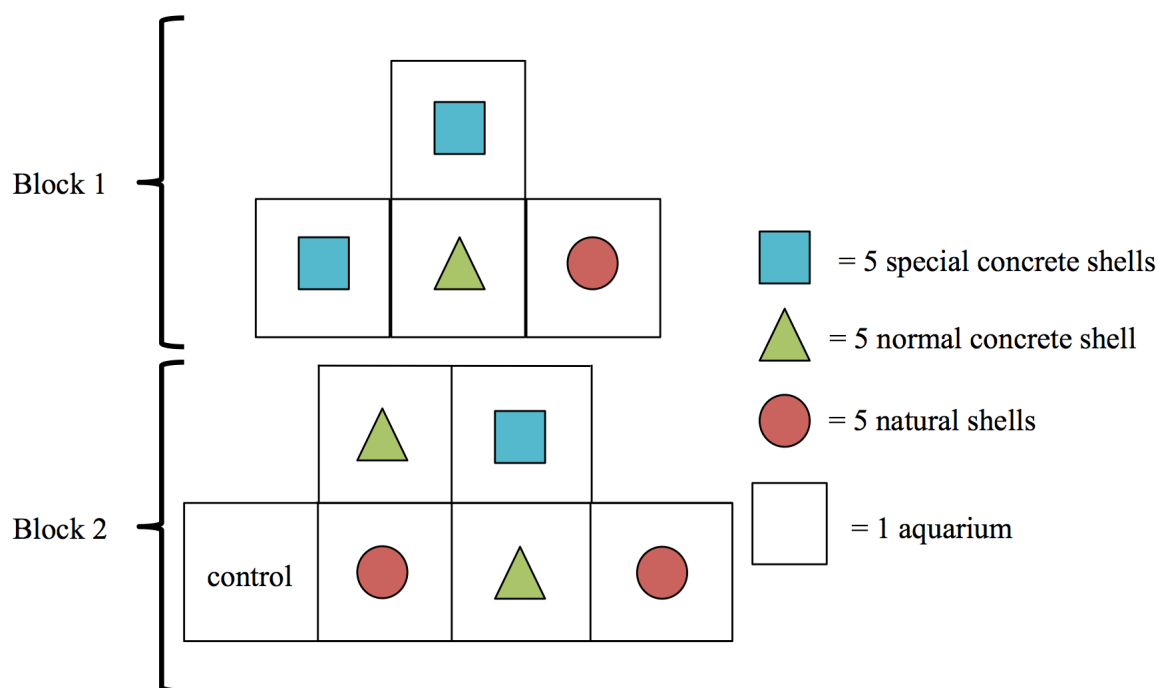 Block 1
= 5 special concrete shells
= 5 normal concrete shell
= 5 natural shells
Block 2
control
= 1 aquarium